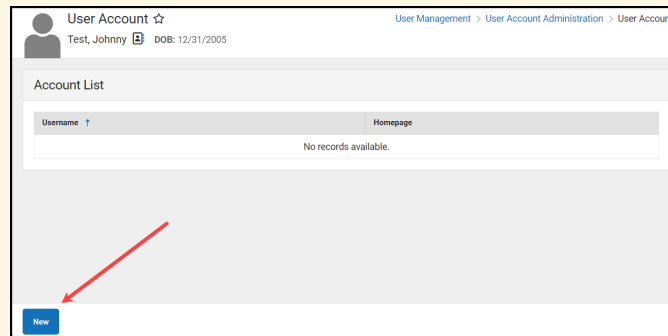 User Account
User Management > User Account Administration > User Accoun
Test, Johnny DOB: 12/31/2005
Account List
Username ↑ Homepage
No records available.
New